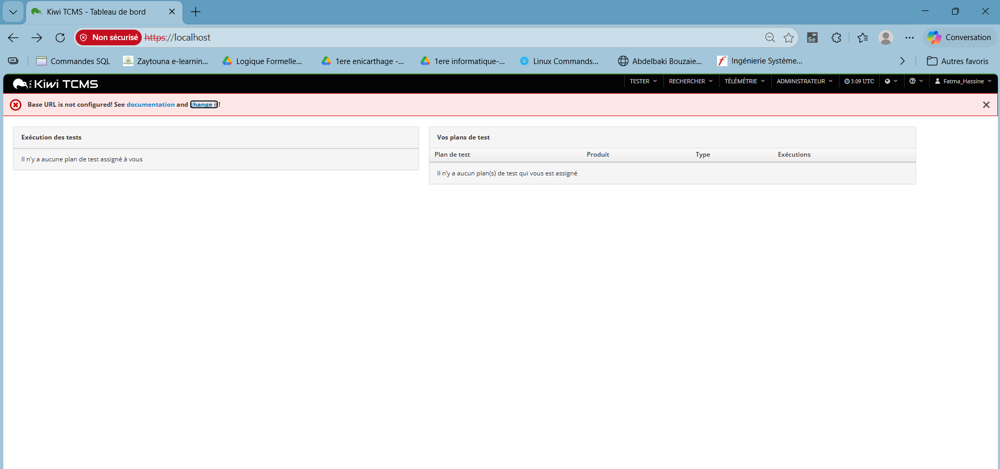 Kiwi TCMS - Tableau de bord
Non sécurisé https://localhost
Se
Conversation
Commandes SQL
Zaytouna e-learnin...
Logique Formelle...
1ere enicarthage -...
1ere informatique-...
Linux Commands...
Abdelbaki Bouzaie...
Ingénierie Système...
Autres favoris
Kiwi TCMS
TESTER
RECHERCHER
TÉLÉMÉTRIE
ADMINISTRATEUR
3:09 UTC
Fatma_Hassine
Base URL is not configured! See documentation and change it!
Exécution des tests
Il n'y a aucune plan de test assigné à vous
Vos plans de test
Plan de test Produit Type Exécutions
Il n’y a aucun plan(s) de test qui vous est assigné